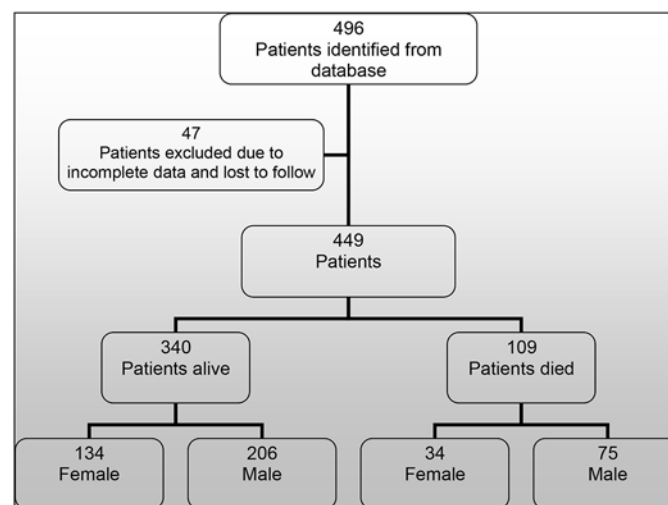 496
Patients identified from
database
47
Patients excluded due to
incomplete data and lost to follow
449
Patients
340
Patients alive
109
Patients died
134
Female
206
Male
34
Female
75
Male